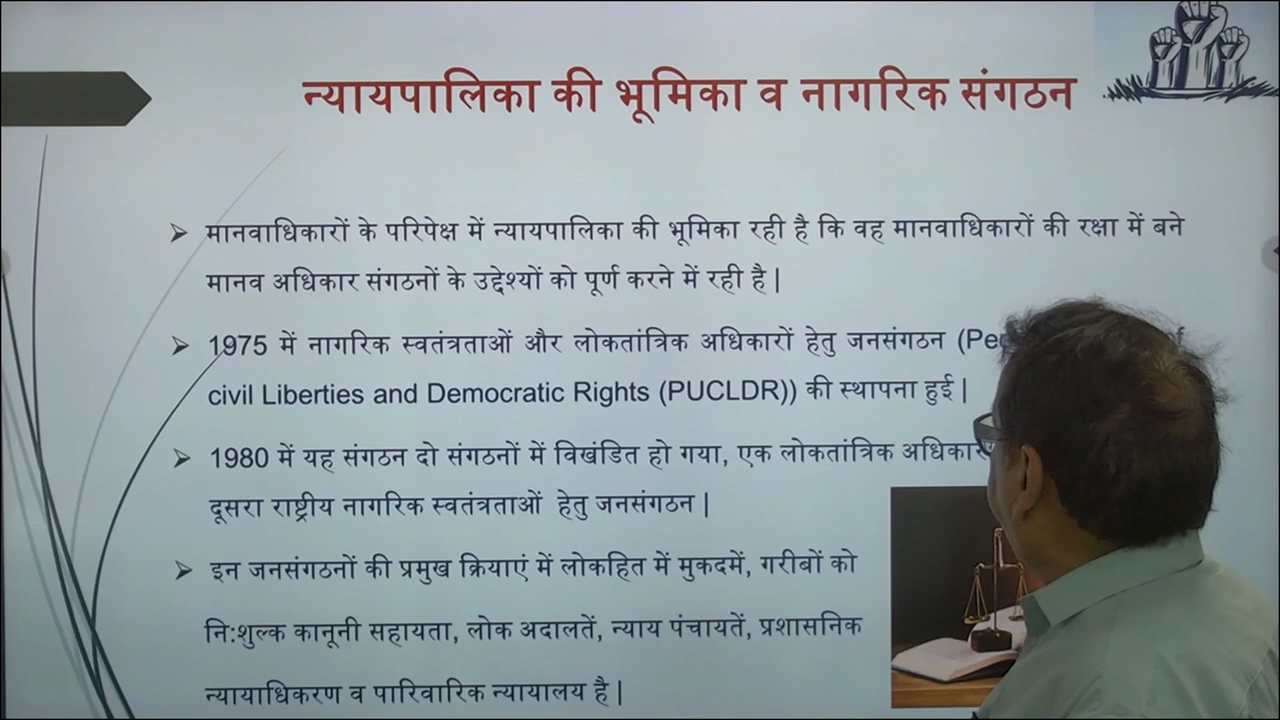 न्यायपालिका की भूमिका व नागरिक संगठन
➢ मानवाधिकारों के परिपेक्ष में न्यायपालिका की भूमिका रही है कि वह मानवाधिकारों की रक्षा में बने
मानव अधिकार संगठनों के उद्देश्यों को पूर्ण करने में रही है |
➢ 1975 में नागरिक स्वतंत्रताओं और लोकतांत्रिक अधिकारों हेतु जनसंगठन
civil Liberties and Democratic Rights (PUCLDR)) की स्थापना हुई |
➢ 1980 में यह संगठन दो संगठनों में विखंडित हो गया, एक लोकतांत्रिक
दूसरा राष्ट्रीय नागरिक स्वतंत्रताओं हेतु जनसंगठन |
➢ इन जनसंगठनों की प्रमुख क्रियाएं में लोकहित में मुकदमें, गरीबों को
नि:शुल्क कानूनी सहायता, लोक अदालतें, न्याय पंचायतें, प्रशासनिक
न्यायाधिकरण व पारिवारिक न्यायालय है |